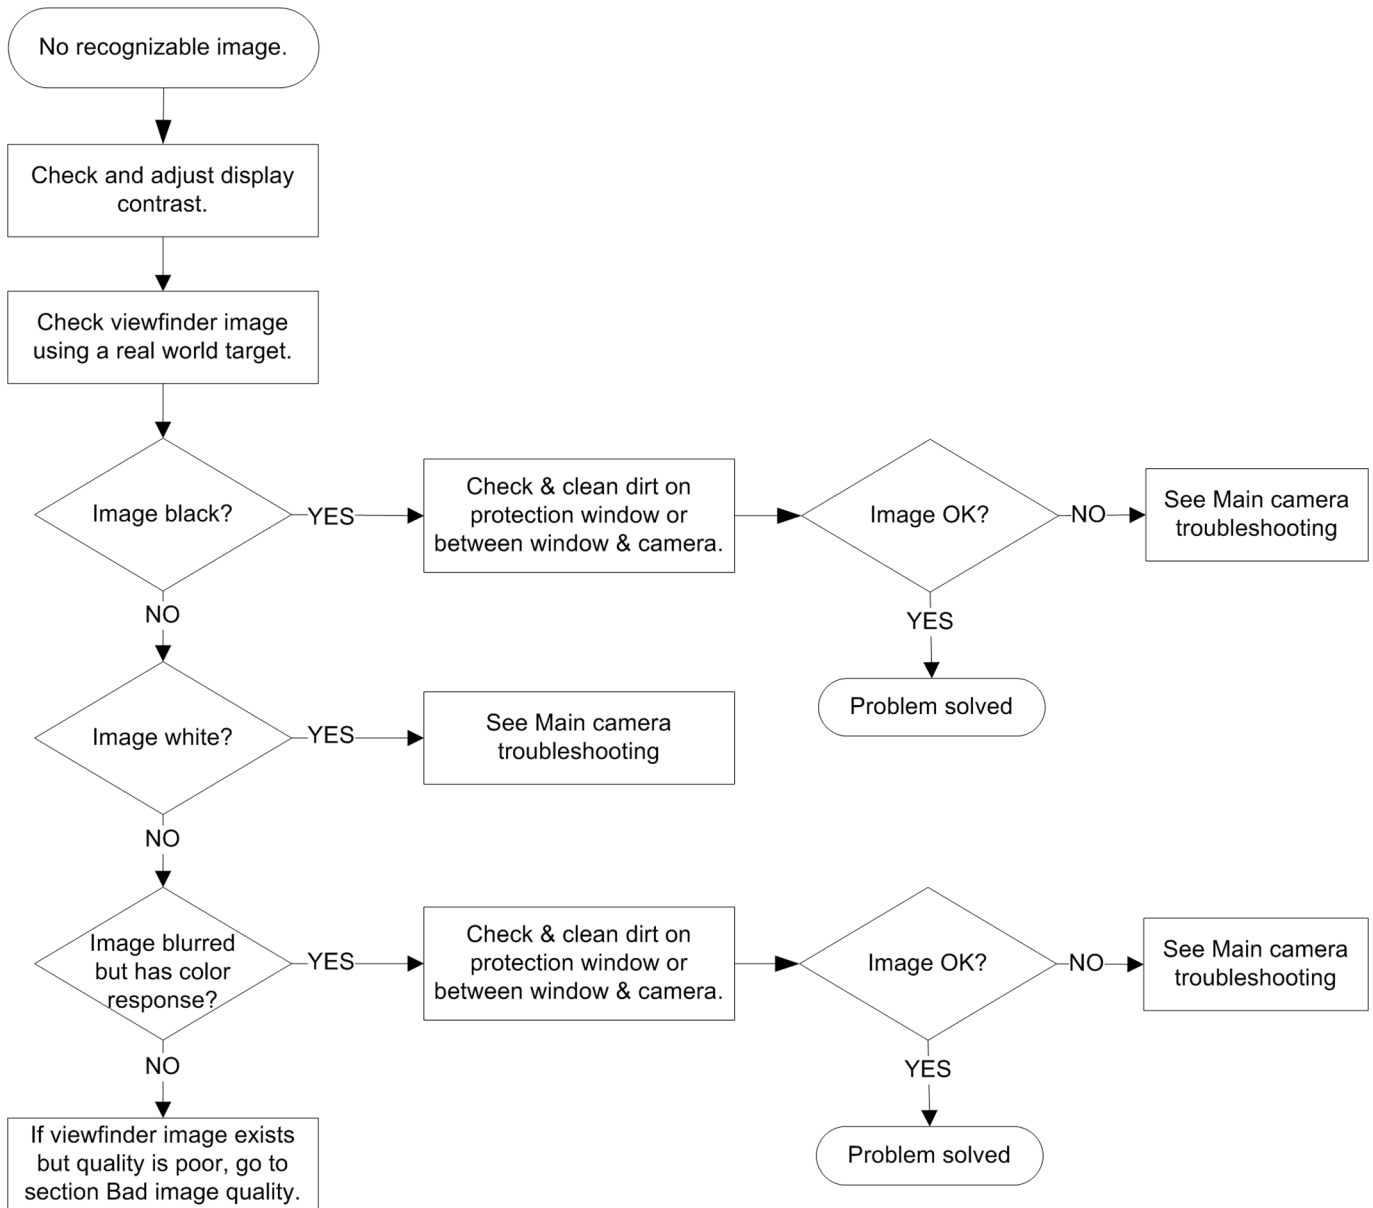 No recognizable image.
Check and adjust display
contrast.
Check viewfinder image
using a real world target.
Image black?
YES
Check & clean dirt on
protection window or
between window & camera.
Image OK?
NO
See Main camera
troubleshooting
YES
Problem solved
NO
Image white?
YES
See Main camera
troubleshooting
NO
Image blurred
but has color
response?
YES
Check & clean dirt on
protection window or
between window & camera.
Image OK?
NO
See Main camera
troubleshooting
YES
Problem solved
NO
If viewfinder image exists
but quality is poor, go to
section Bad image quality.